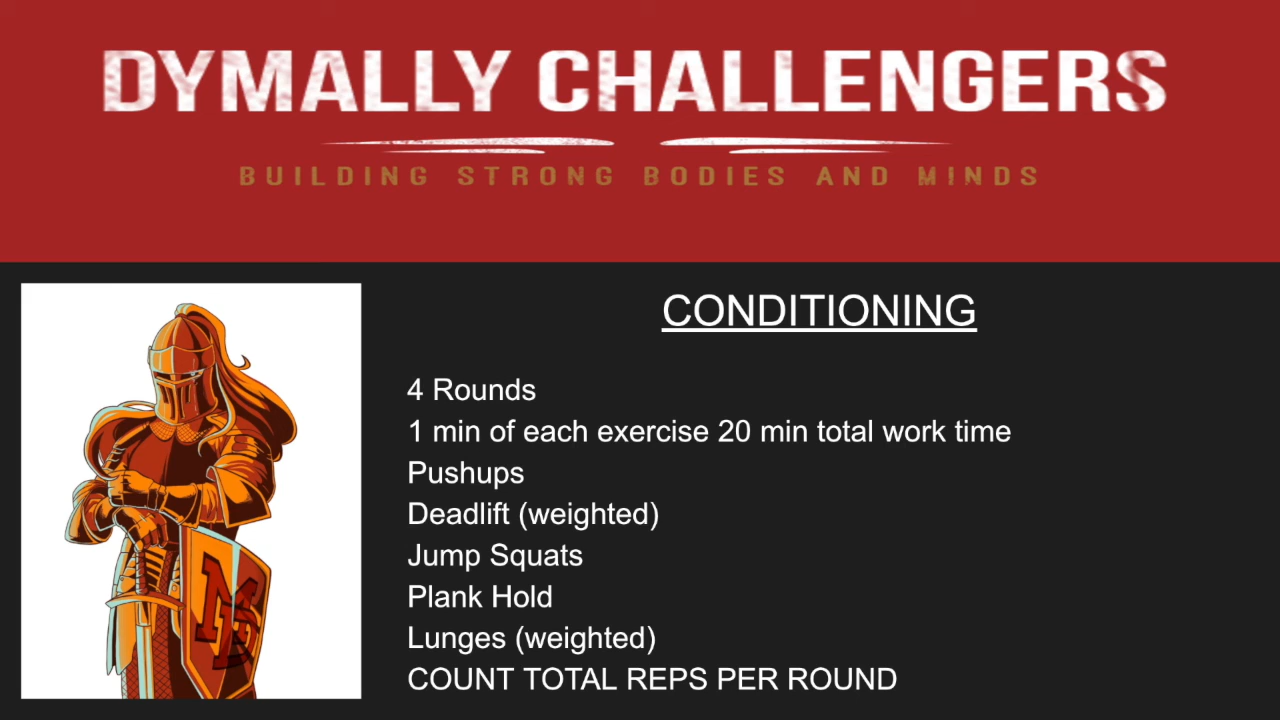 DYMALLY CHALLENGERS
BUILDING STRONG BODIES AND MINDS
CONDITIONING
4 Rounds
1 min of each exercise 20 min total work time
Pushups
Deadlift (weighted)
Jump Squats
Plank Hold
Lunges (weighted)
COUNT TOTAL REPS PER ROUND
MD